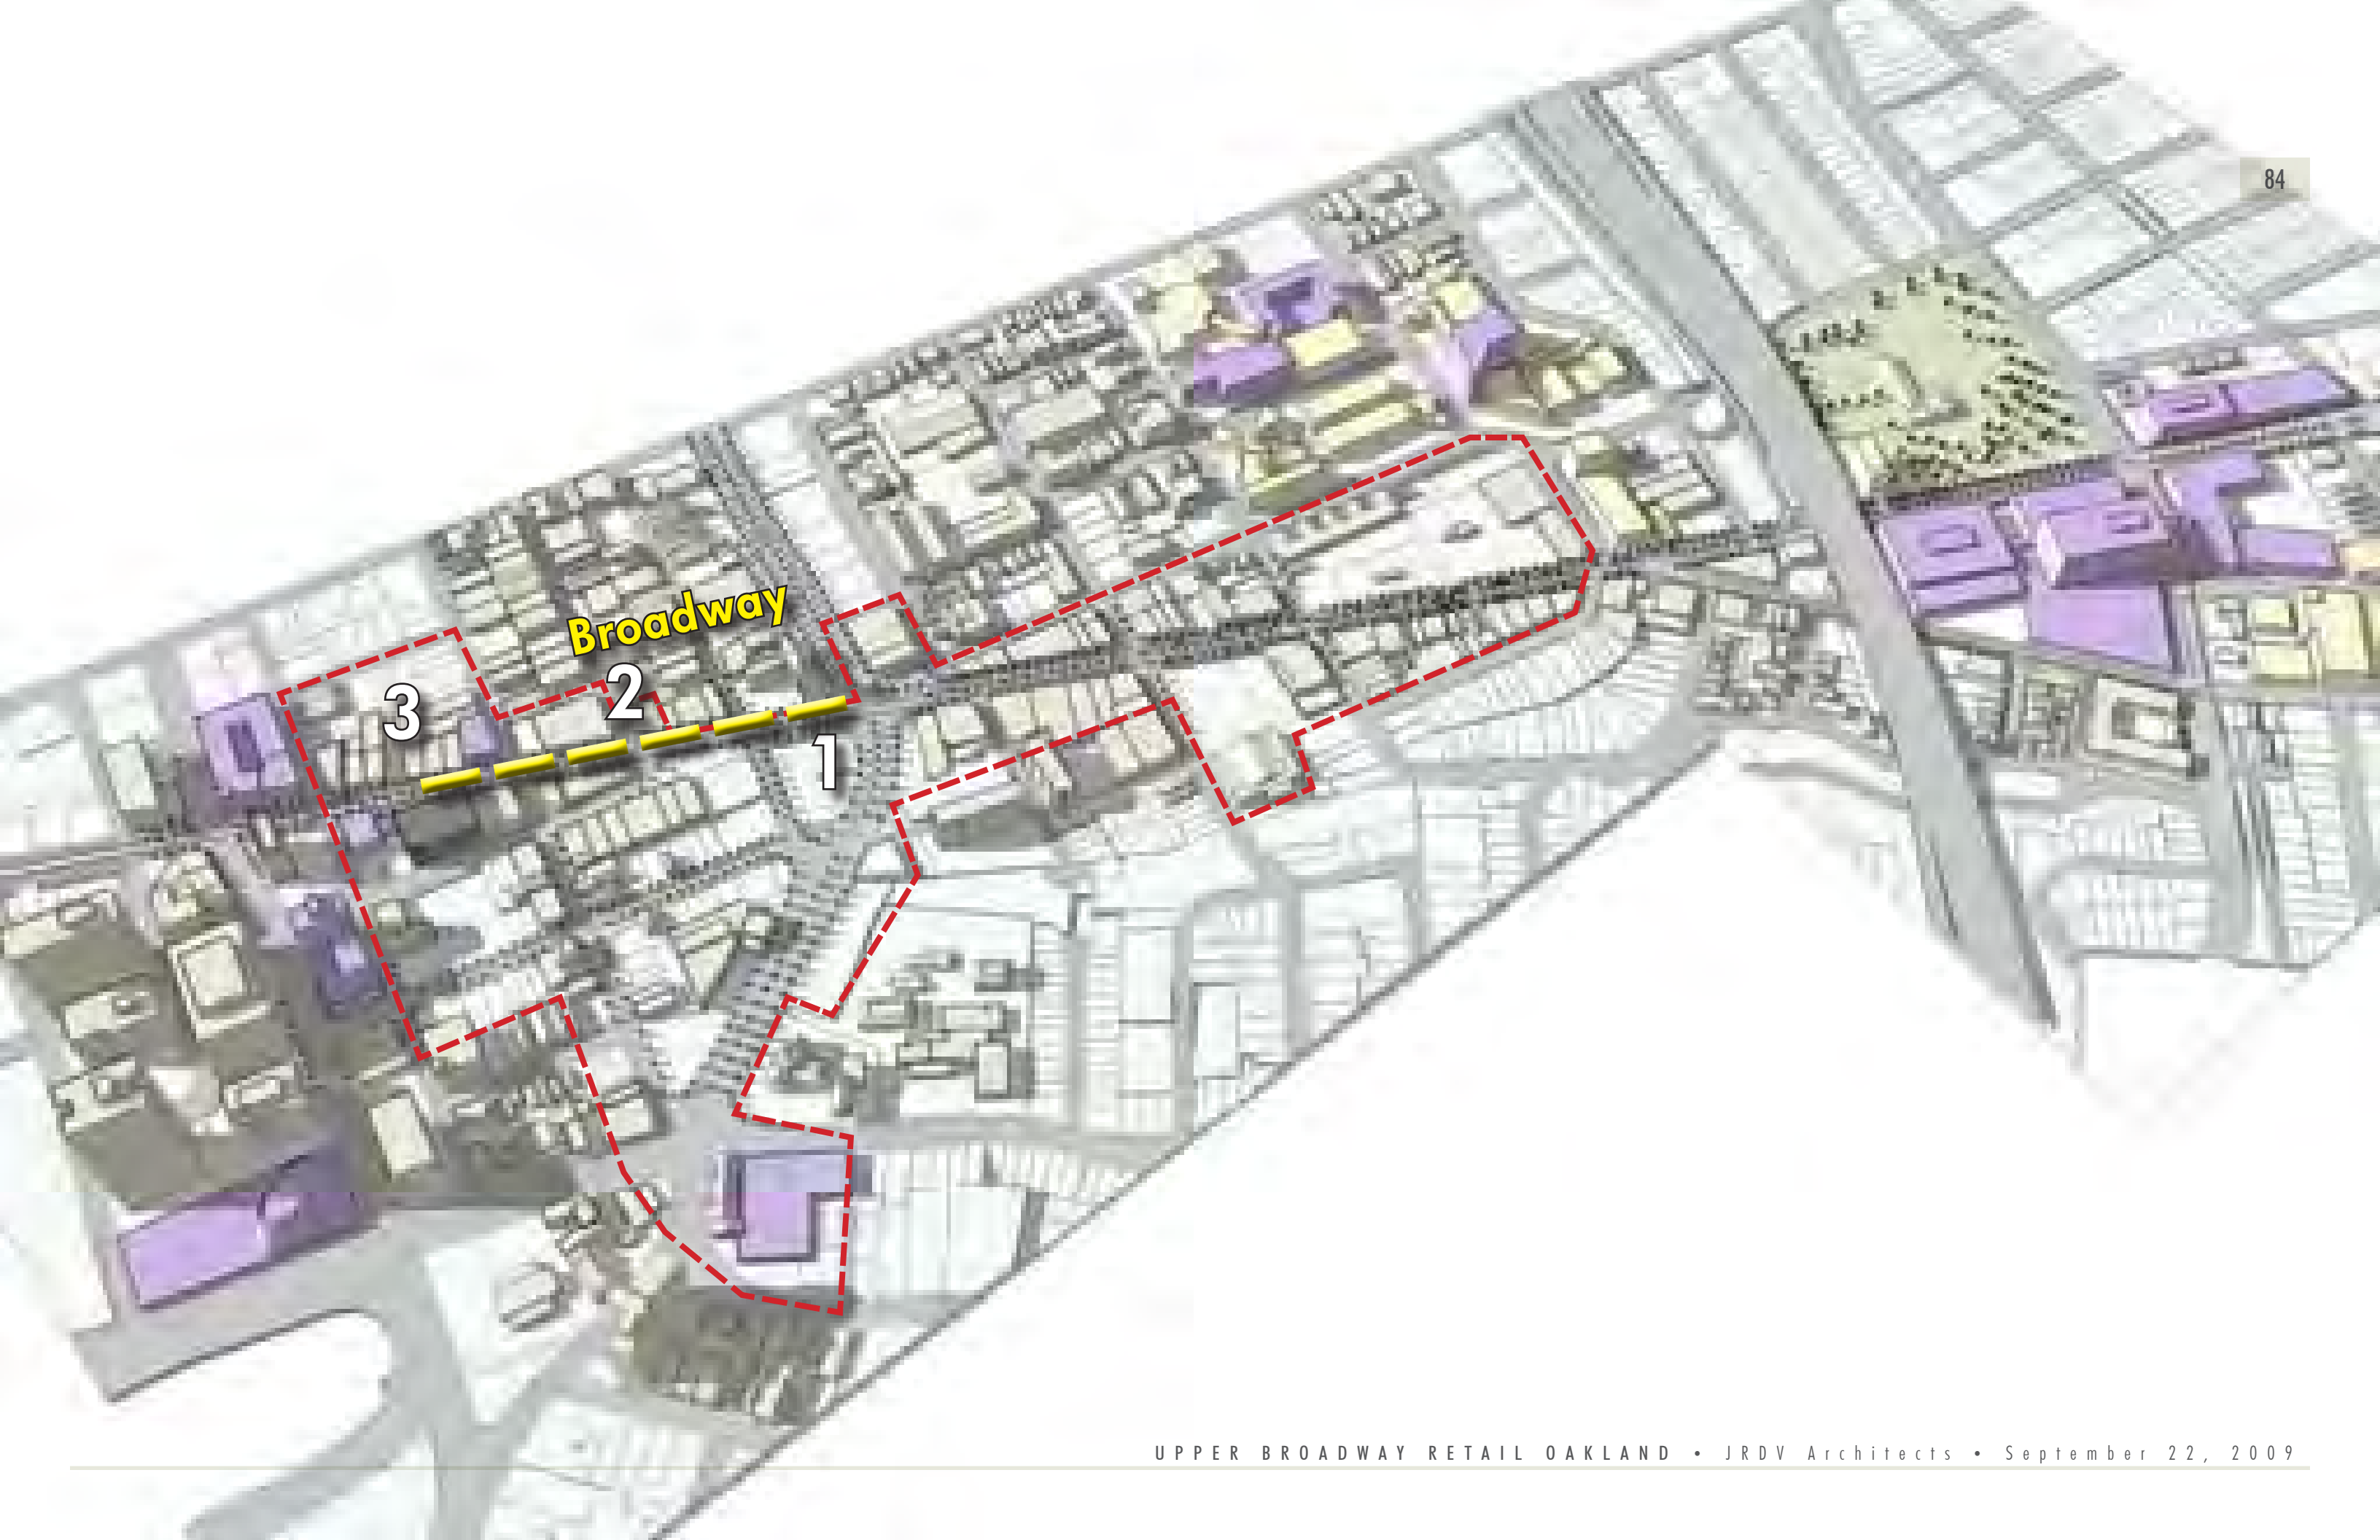 84
Broadway
2
3
1
UPPER BROADWAY RETAIL OAKLAND • JRDV Architects • September 22, 2009